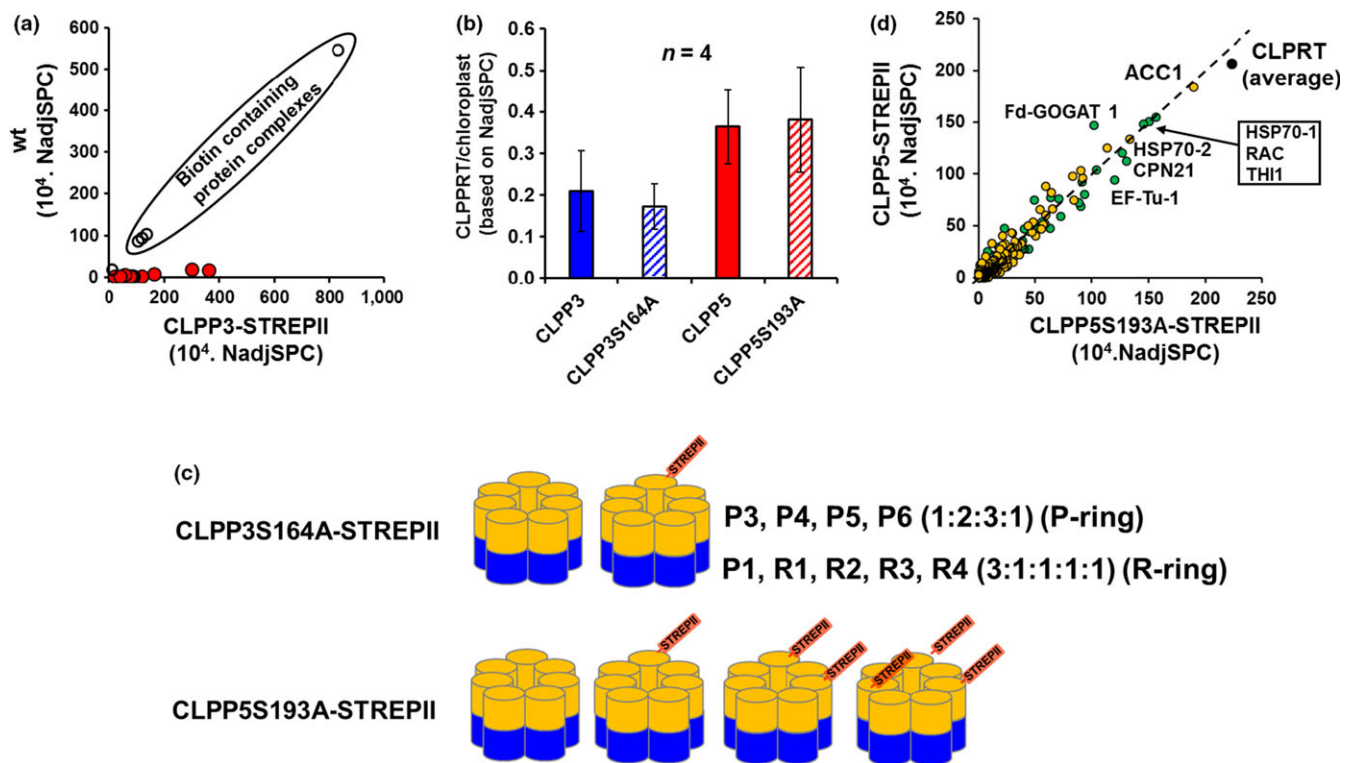 (a)
wt
(10⁴. NadjSPC)
600
500
400
300
200
100
0
Biotin containing
protein complexes
0 200 400 600 800 1,000
CLPP3-STREPII
(10⁴. NadjSPC)
(b)
CLPPRT/chloroplast
(based on NadjSPC)
0.6
0.5
0.4
0.3
0.2
0.1
0.0
n = 4
CLPP3
CLPP3S164A
CLPP5
CLPP5S193A
(d)
CLPP5-STREPII
(10⁴. NadjSPC)
250
200
150
100
50
0
CLPRT
(average)
ACC1
Fd-GOGAT 1
HSP70-2
CPN21
EF-Tu-1
HSP70-1
RAC
THI1
0 50 100 150 200 250
CLPP5S193A-STREPII
(10⁴.NadjSPC)
(c)
CLPP3S164A-STREPII
STREPII
P3, P4, P5, P6 (1:2:3:1) (P-ring)
P1, R1, R2, R3, R4 (3:1:1:1:1) (R-ring)
CLPP5S193A-STREPII
STREPII
STREPII
STREPII
STREPII
STREPII
STREPII